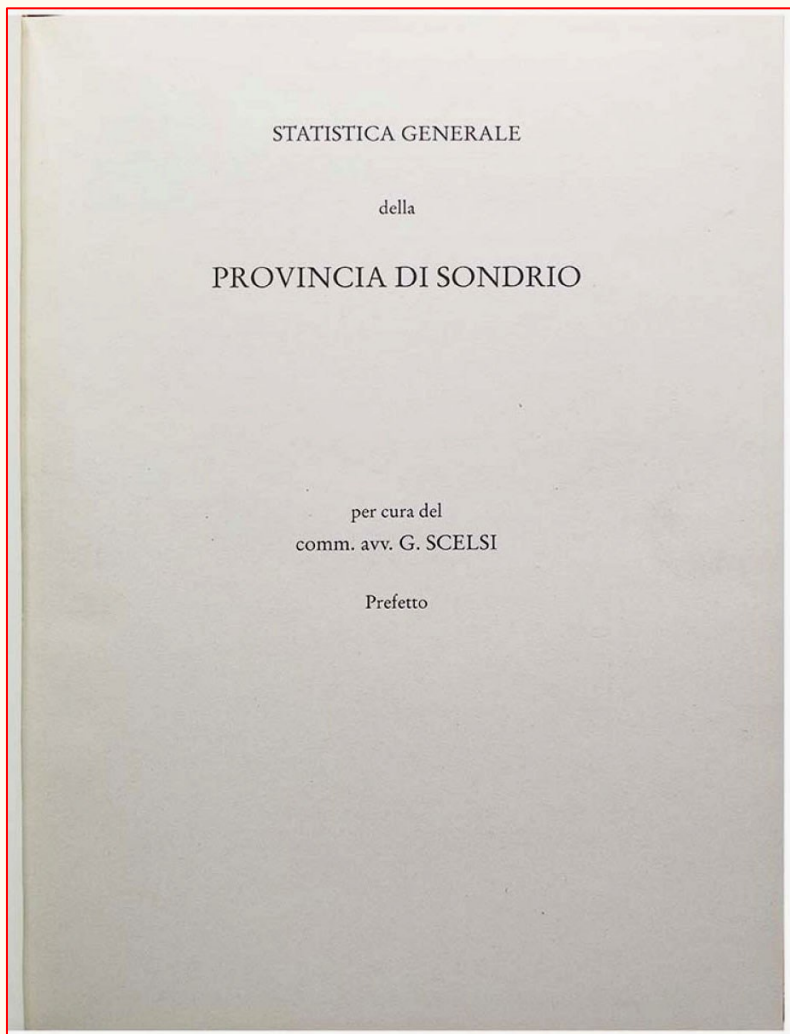 STATISTICA GENERALE
della
PROVINCIA DI SONDRIO
per cura del
comm. avv. G. SCELSI
Prefetto